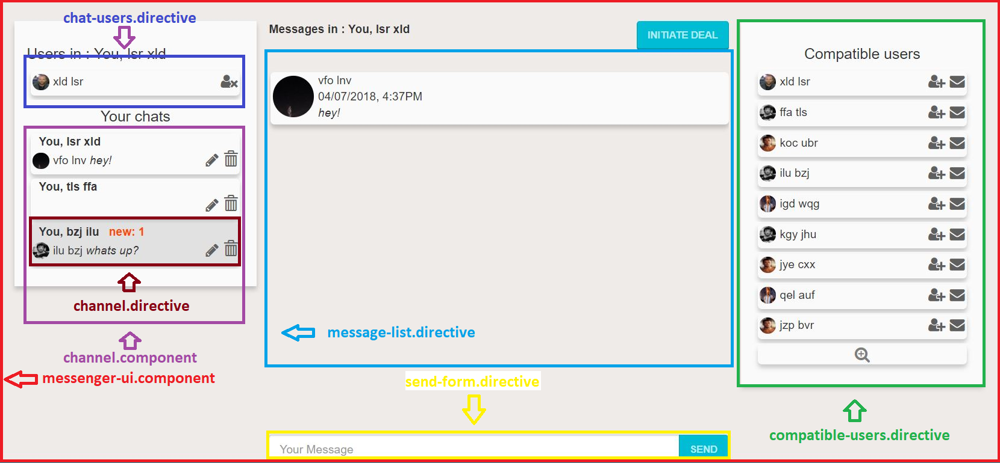 chat-users.directive
Users in : You, lsr xld
xld lsr
Your chats
You, lsr xld
vfo lnv hey!
You, tls ffa
You, bzj ilu new: 1
ilu bzj whats up?
channel.directive
channel.component
messenger-ui.component
Messages in : You, lsr xld
INITIATE DEAL
vfo lnv
04/07/2018, 4:37PM
hey!
message-list.directive
send-form.directive
Your Message
SEND
Compatible users
xld lsr
ffa tls
koc ubr
ilu bzj
igd wqg
kgy jhu
jye cxx
qel auf
jzp bvr
compatible-users.directive